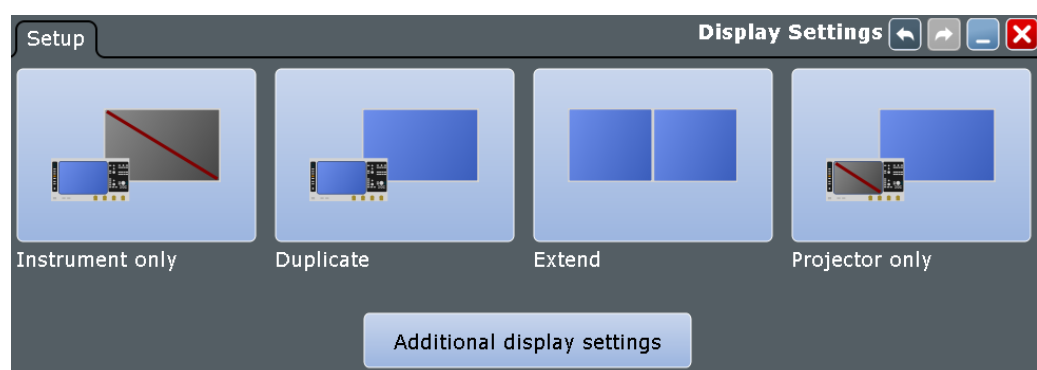 Setup
Display Settings
Instrument only
Duplicate
Extend
Projector only
Additional display settings